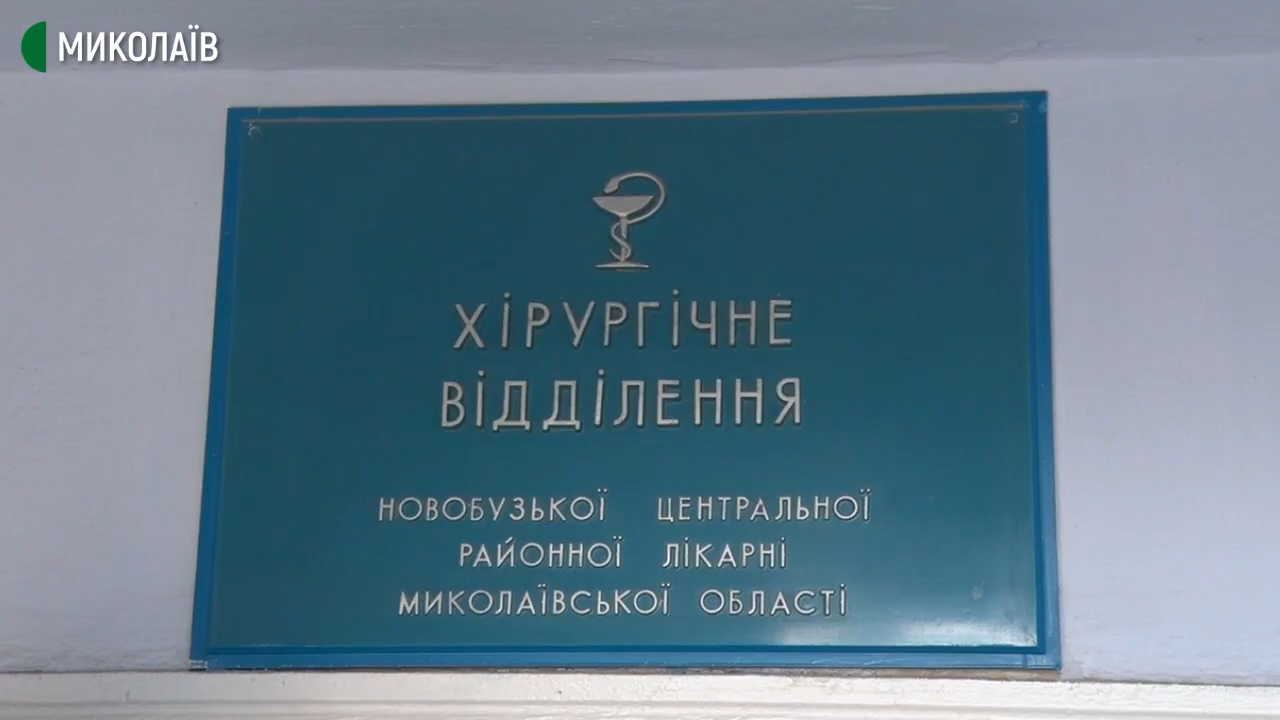 МИКОЛАЇВ
ХІРУРГІЧНЕ
ВІДДІЛЕННЯ
НОВОБУЗЬКОЇ ЦЕНТРАЛЬНОЇ
РАЙОННОЇ ЛІКАРНІ
МИКОЛАЇВСЬКОЇ ОБЛАСТІ